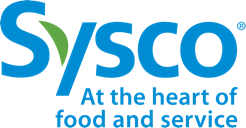 Sysco®
At the heart of
food and service